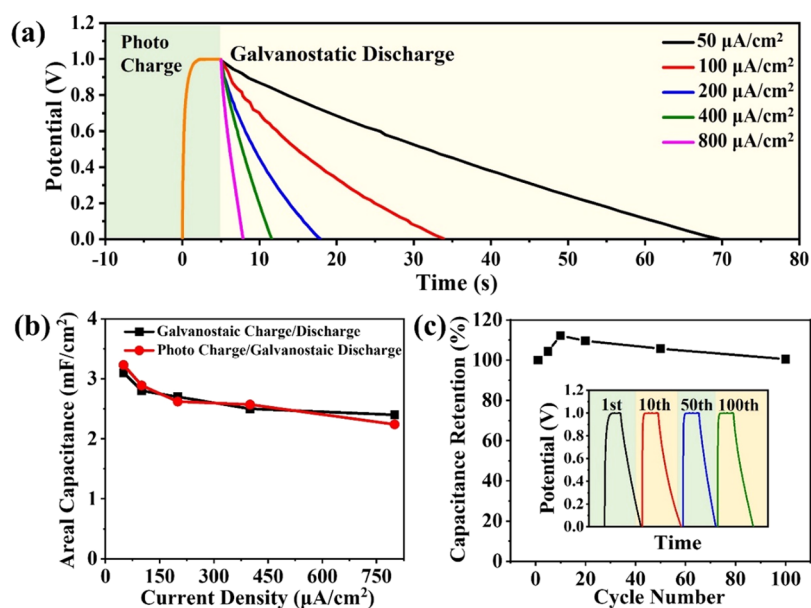 (a)
Photo
Charge
Galvanostatic Discharge
50 μA/cm²
100 μA/cm²
200 μA/cm²
400 μA/cm²
800 μA/cm²
Potential (V)
1.2
1.0
0.8
0.6
0.4
0.2
0.0
-10 0 10 20 30 40 50 60 70 80
Time (s)
(b)
Galvanostaic Charge/Discharge
Photo Charge/Galvanostaic Discharge
Areal Capacitance (mF/cm²)
4
3
2
1
0
0 150 300 450 600 750
Current Density (μA/cm²)
(c)
Capacitance Retention (%)
120
100
80
60
40
20
0
0 20 40 60 80 100
Cycle Number
1st 10th 50th 100th
Potential (V)
1.2
1.0
0.8
0.6
0.4
0.2
0.0
Time